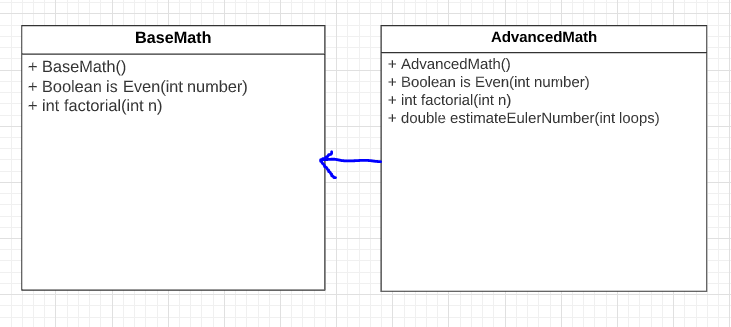 BaseMath
+ BaseMath()
+ Boolean is Even(int number)
+ int factorial(int n)
AdvancedMath
+ AdvancedMath()
+ Boolean is Even(int number)
+ int factorial(int n)
+ double estimateEulerNumber(int loops)